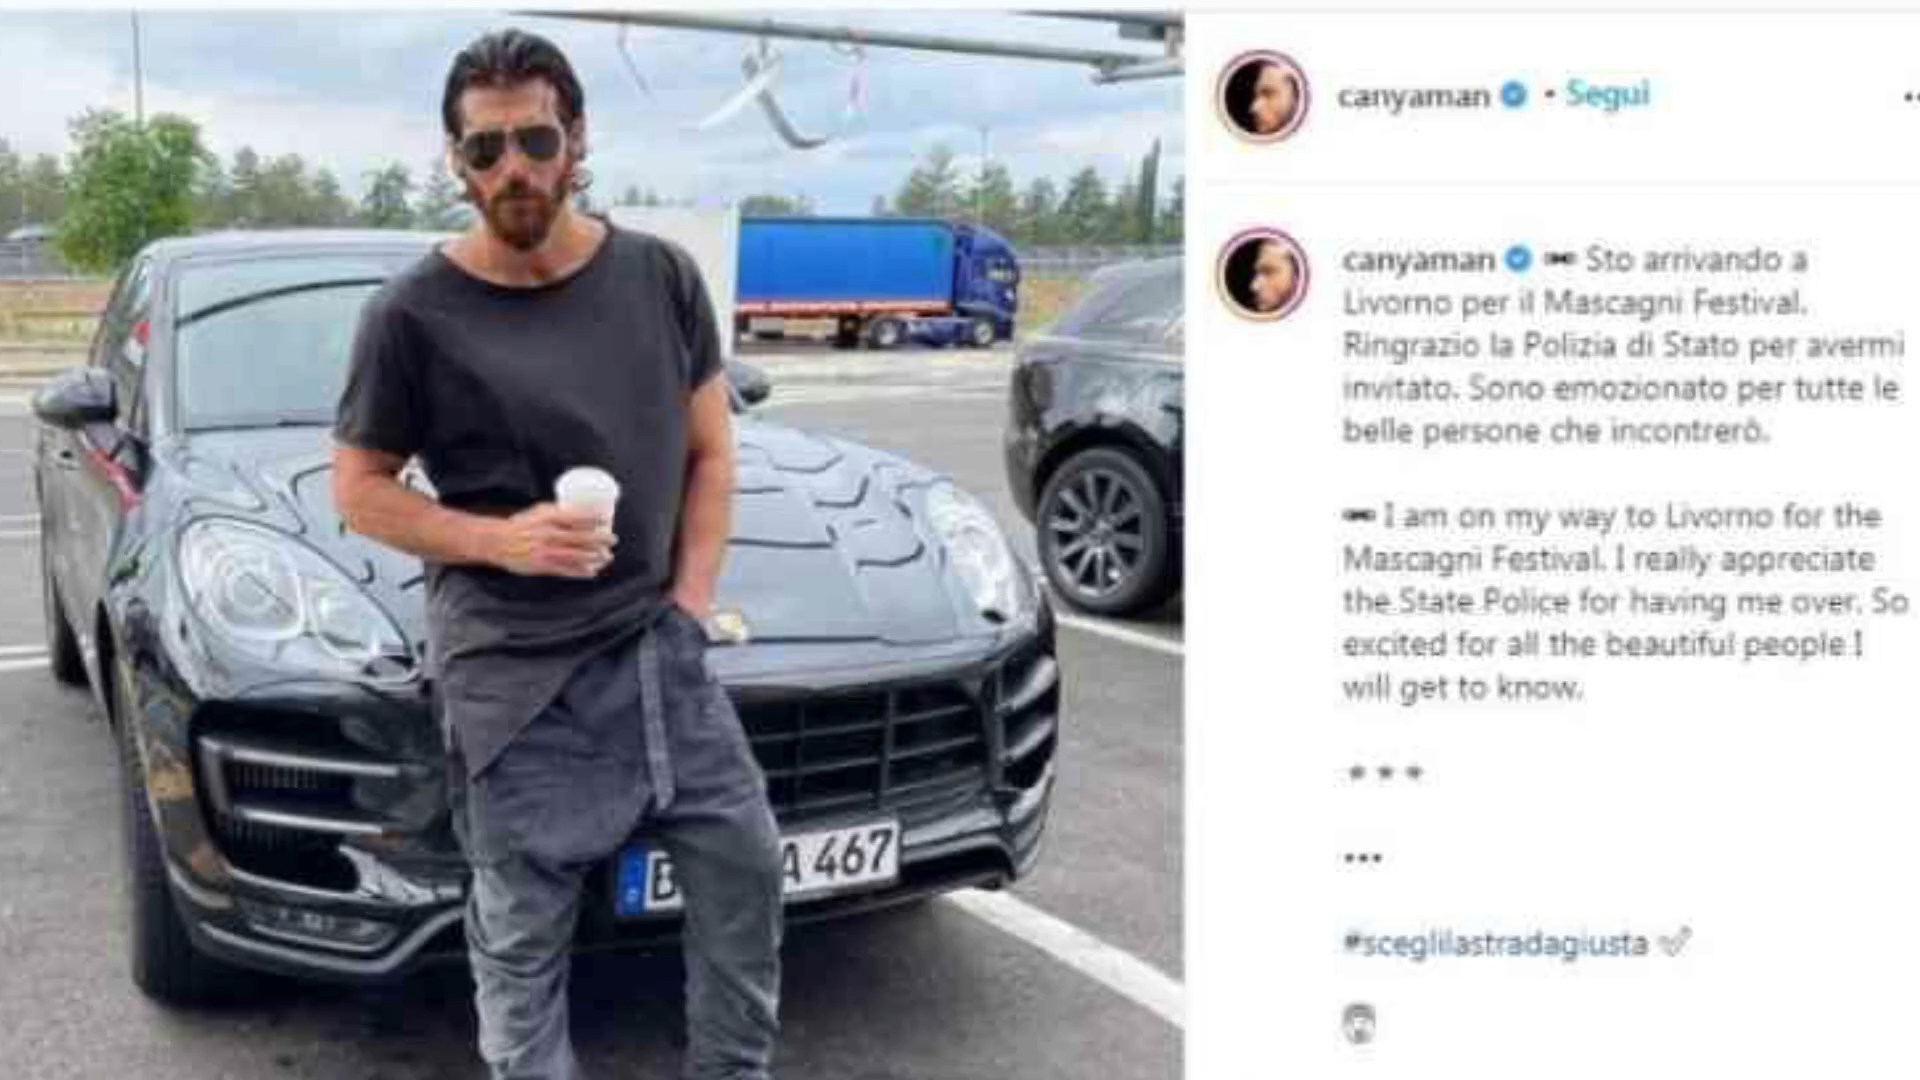 canyaman • Segui
canyaman Sto arrivando a
Livorno per il Mascagni Festival.
Ringrazio la Polizia di Stato per avermi
invitato. Sono emozionato per tutte le
belle persone che incontrerò.
I am on my way to Livorno for the
Mascagni Festival. I really appreciate
the State Police for having me over. So
excited for all the beautiful people I
will get to know.
* * *
...
#sceglilastradagiusta
B A 467